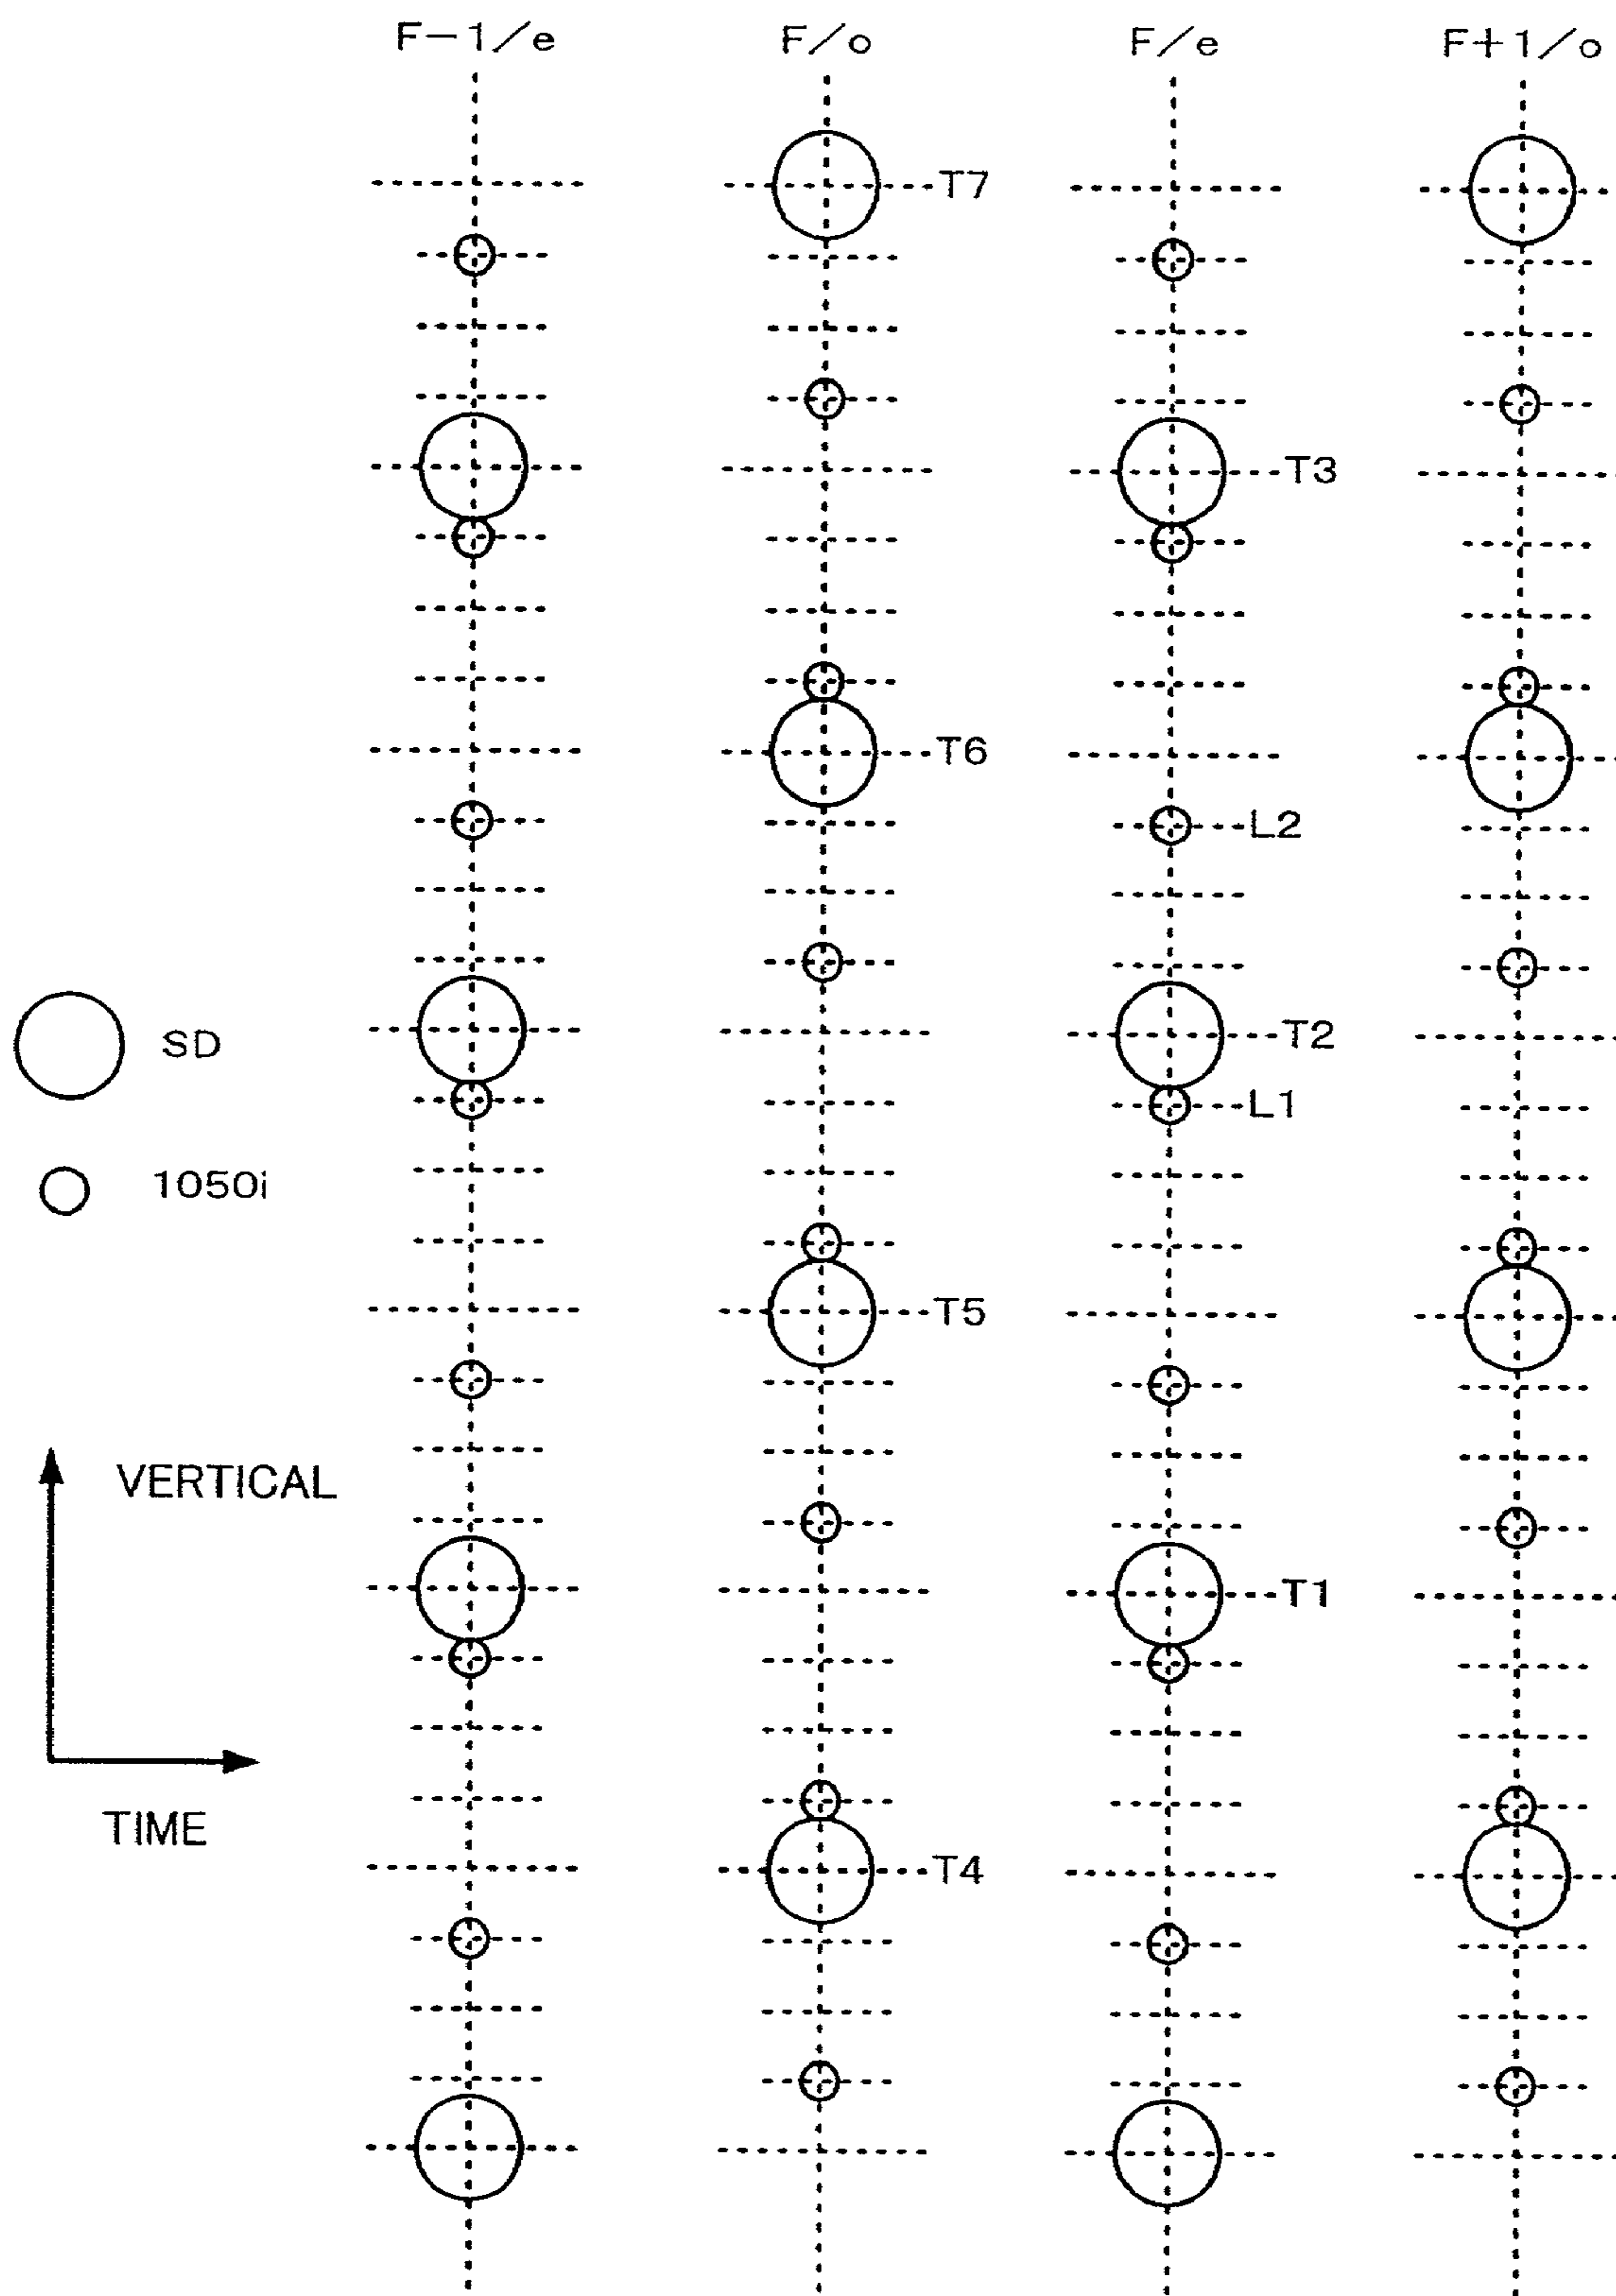 F-1/e F/o F/e F+1/o
T7
T3
T6
L2
SD
T2
L1
1050i
T5
VERTICAL
T1
TIME
T4